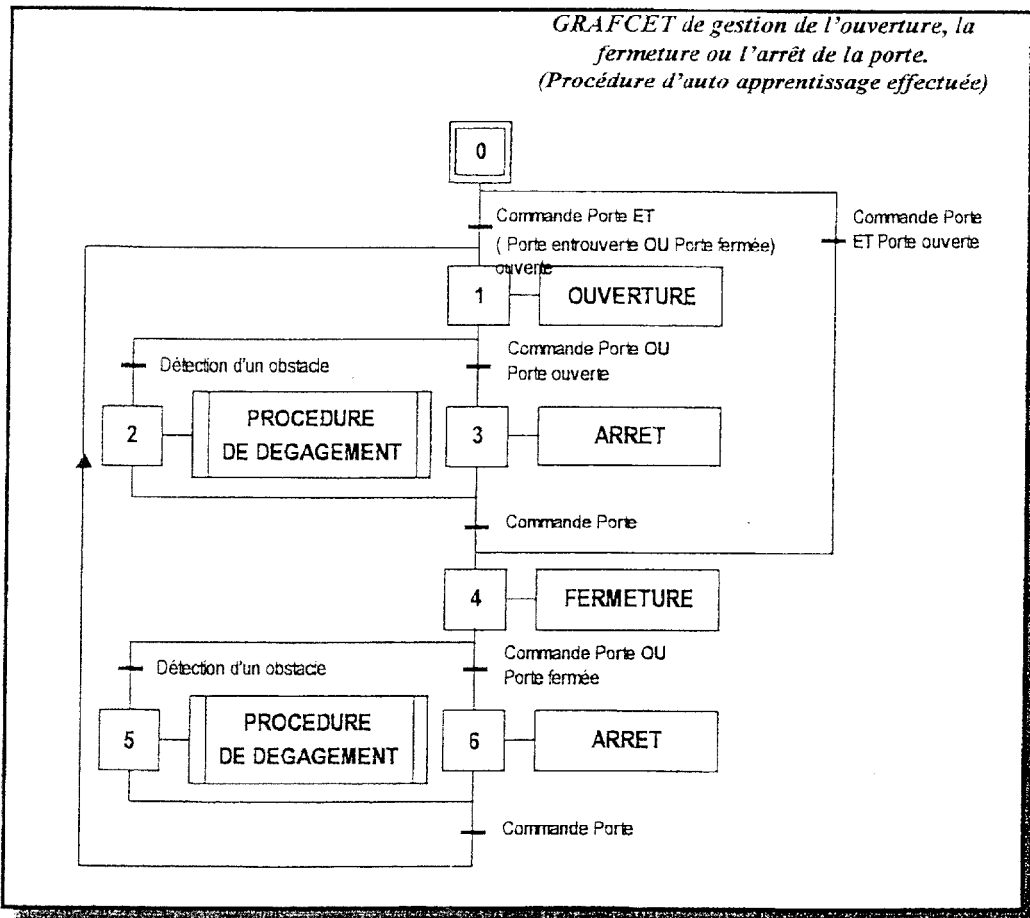 GRAFCET de gestion de l'ouverture, la
fermeture ou l'arrêt de la porte.
(Procédure d'auto apprentissage effectuée)
0
Commande Porte ET
( Porte entrouverte OU Porte fermée)
ouverte
Commande Porte
ET Porte ouverte
1
OUVERTURE
Détection d'un obstacle
Commande Porte OU
Porte ouverte
2
PROCEDURE
DE DEGAGEMENT
3
ARRET
Commande Porte
4
FERMETURE
Détection d'un obstacle
Commande Porte OU
Porte fermée
5
PROCEDURE
DE DEGAGEMENT
6
ARRET
Commande Porte